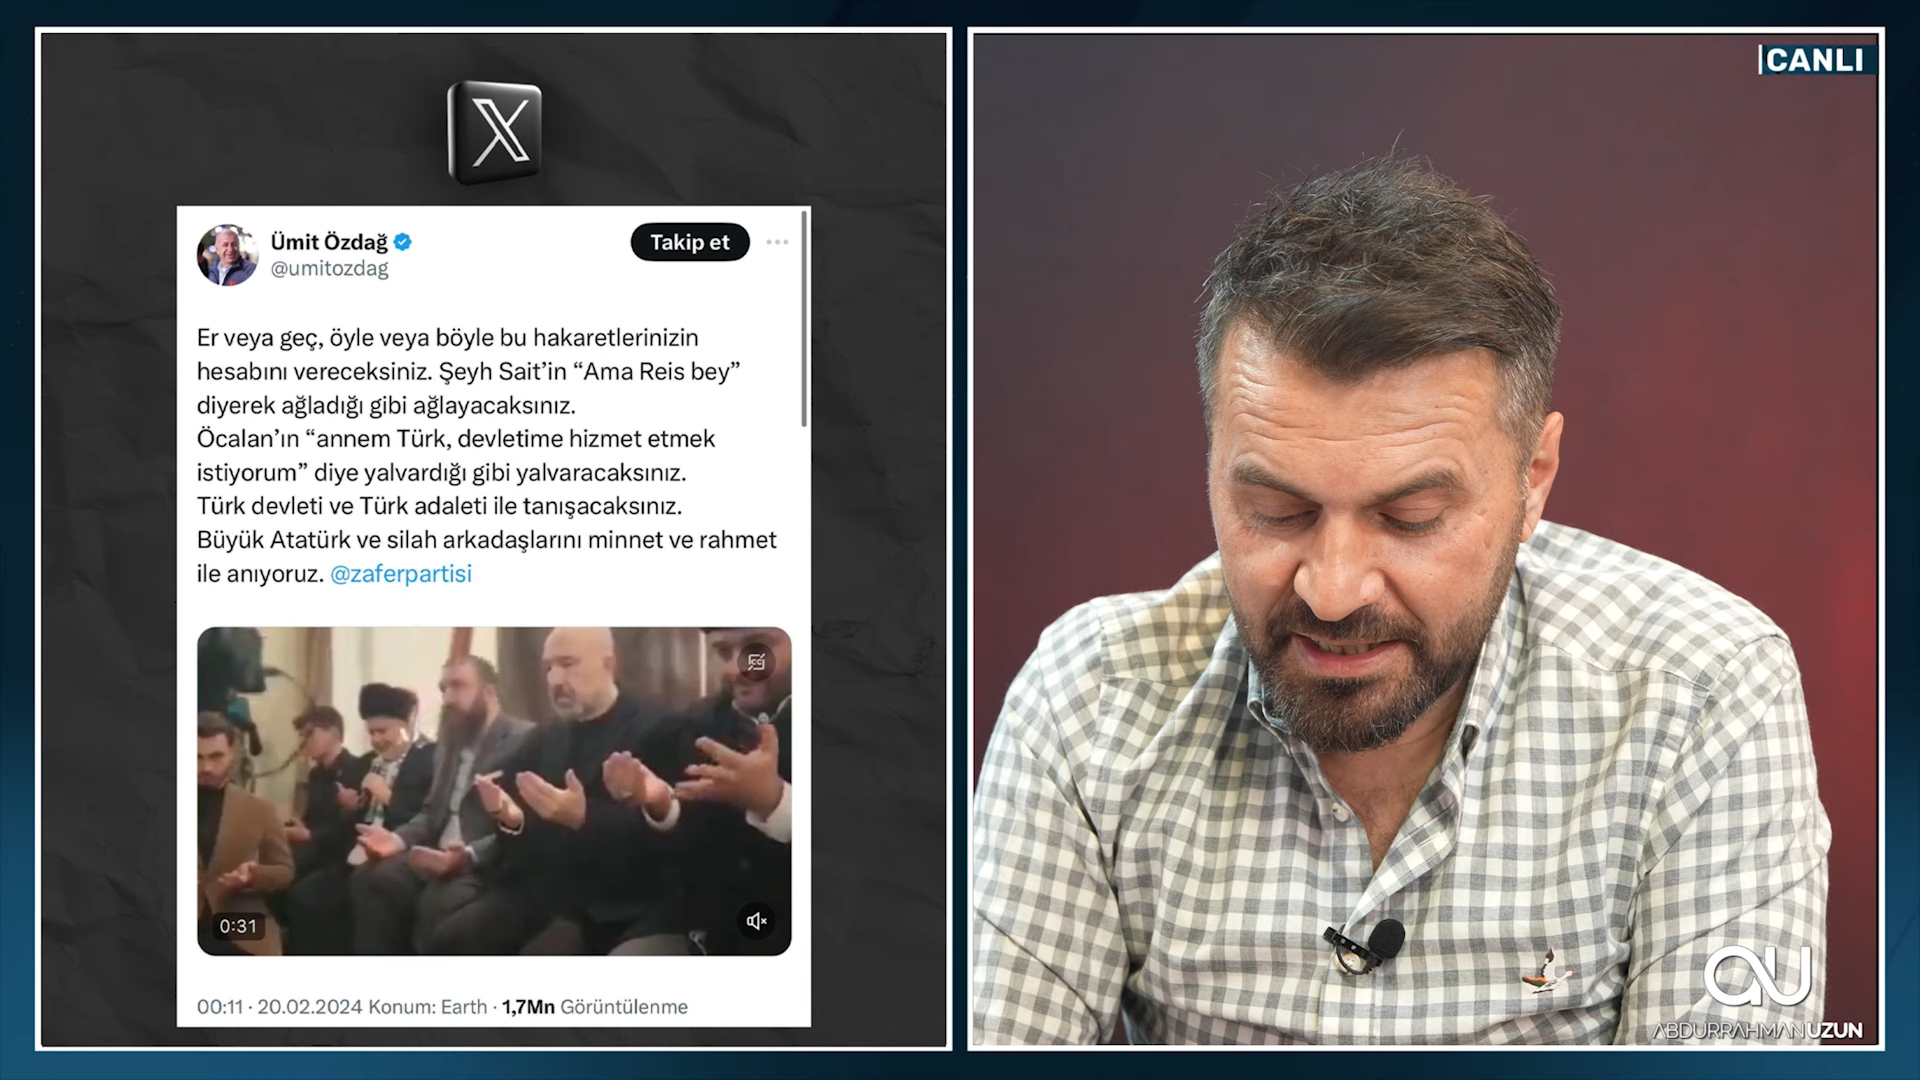 X
Ümit Özdağ
@umitozdag
Takip et
Er veya geç, öyle veya böyle bu hakaretlerinizin
hesabını vereceksiniz. Şeyh Sait’in “Ama Reis bey”
diyerek ağladığı gibi ağlayacaksınız.
Öcalan’ın “annem Türk, devletime hizmet etmek
istiyorum” diye yalvardığı gibi yalvaracaksınız.
Türk devleti ve Türk adaleti ile tanışacaksınız.
Büyük Atatürk ve silah arkadaşlarını minnet ve rahmet
ile anıyoruz. @zaferpartisi
CC
0:31
00:11 · 20.02.2024 Konum: Earth · 1,7Mn Görüntülenme
CANLI
AU
ABDURRAHMANUZUN